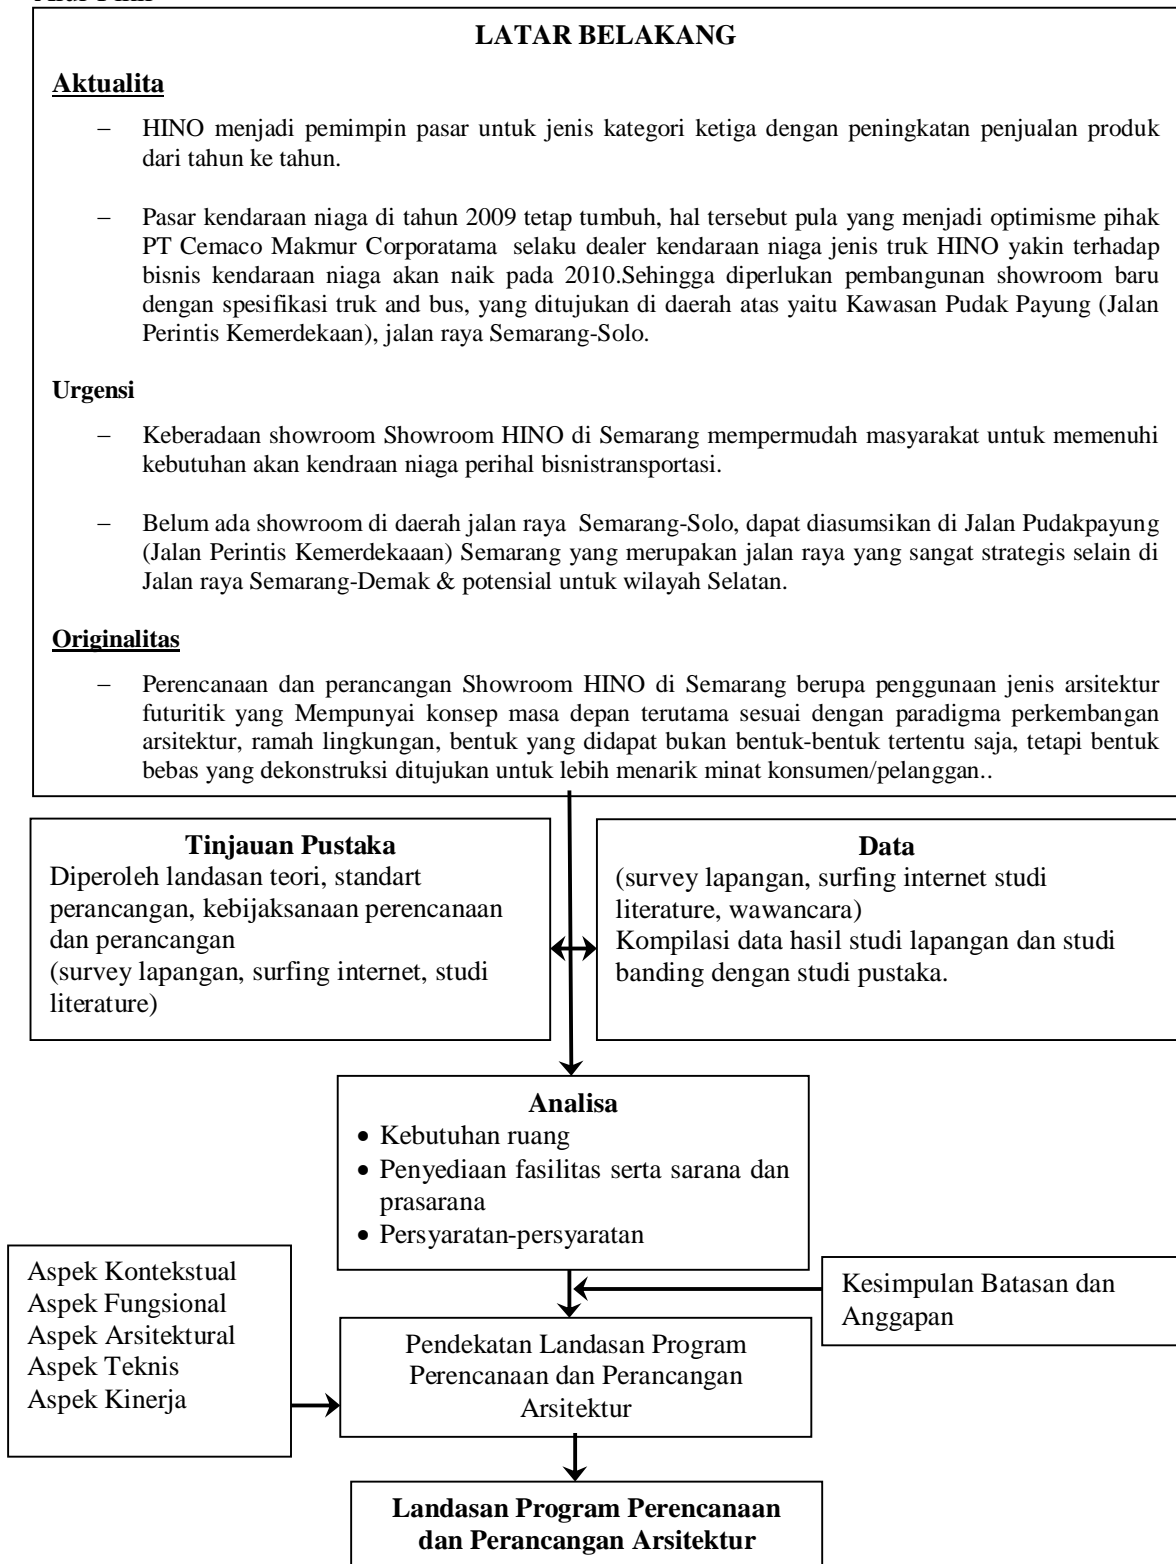 LATAR BELAKANG
Aktualita
– HINO menjadi pemimpin pasar untuk jenis kategori ketiga dengan peningkatan penjualan produk
dari tahun ke tahun.
– Pasar kendaraan niaga di tahun 2009 tetap tumbuh, hal tersebut pula yang menjadi optimisme pihak
PT Cemaco Makmur Corporatama selaku dealer kendaraan niaga jenis truk HINO yakin terhadap
bisnis kendaraan niaga akan naik pada 2010.Sehingga diperlukan pembangunan showroom baru
dengan spesifikasi truk and bus, yang ditujukan di daerah atas yaitu Kawasan Pudak Payung (Jalan
Perintis Kemerdekaan), jalan raya Semarang-Solo.
Urgensi
– Keberadaan showroom Showroom HINO di Semarang mempermudah masyarakat untuk memenuhi
kebutuhan akan kendraan niaga perihal bisnistransportasi.
– Belum ada showroom di daerah jalan raya Semarang-Solo, dapat diasumsikan di Jalan Pudakpayung
(Jalan Perintis Kemerdekaaan) Semarang yang merupakan jalan raya yang sangat strategis selain di
Jalan raya Semarang-Demak & potensial untuk wilayah Selatan.
Originalitas
– Perencanaan dan perancangan Showroom HINO di Semarang berupa penggunaan jenis arsitektur
futuritik yang Mempunyai konsep masa depan terutama sesuai dengan paradigma perkembangan
arsitektur, ramah lingkungan, bentuk yang didapat bukan bentuk-bentuk tertentu saja, tetapi bentuk
bebas yang dekonstruksi ditujukan untuk lebih menarik minat konsumen/pelanggan..
Tinjauan Pustaka
Diperoleh landasan teori, standart
perancangan, kebijaksanaan perencanaan
dan perancangan
(survey lapangan, surfing internet, studi
literature)
Data
(survey lapangan, surfing internet studi
literature, wawancara)
Kompilasi data hasil studi lapangan dan studi
banding dengan studi pustaka.
Analisa
• Kebutuhan ruang
• Penyediaan fasilitas serta sarana dan
prasarana
• Persyaratan-persyaratan
Aspek Kontekstual
Aspek Fungsional
Aspek Arsitektural
Aspek Teknis
Aspek Kinerja
Kesimpulan Batasan dan
Anggapan
Pendekatan Landasan Program
Perencanaan dan Perancangan
Arsitektur
Landasan Program Perencanaan
dan Perancangan Arsitektur